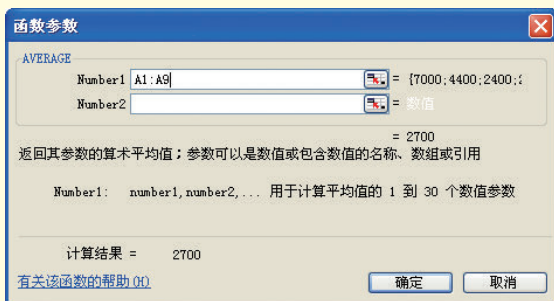 函数参数
AVERAGE
Number1 A1:A9 = {7000;4400;2400;2
Number2 = 数值
= 2700
返回其参数的算术平均值；参数可以是数值或包含数值的名称、数组或引用
Number1: number1,number2,... 用于计算平均值的 1 到 30 个数值参数
计算结果 = 2700
有关该函数的帮助(H)
确定
取消